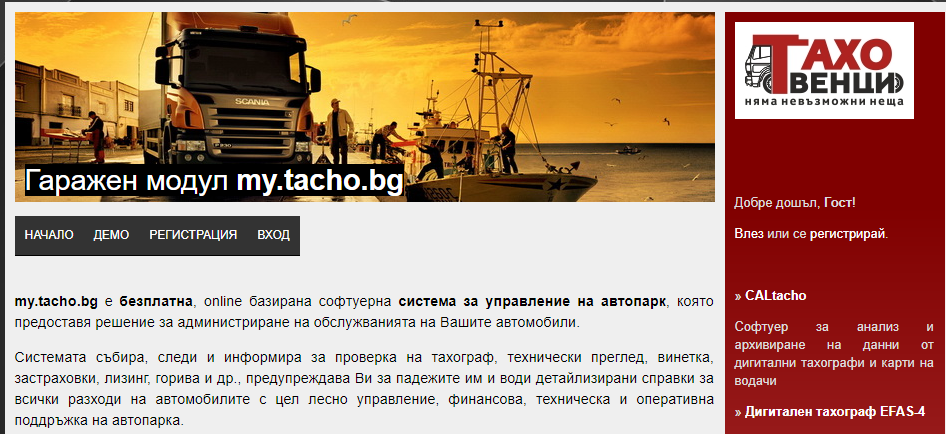 SCANIA
P 230
Гаражен модул my.tacho.bg
НАЧАЛО ДЕМО РЕГИСТРАЦИЯ ВХОД
my.tacho.bg е безплатна, online базирана софтуерна система за управление на автопарк, която
предоставя решение за администриране на обслужванията на Вашите автомобили.
Системата събира, следи и информира за проверка на тахограф, технически преглед, винетка,
застраховки, лизинг, горива и др., предупреждава Ви за падежите им и води детайлизирани справки за
всички разходи на автомобилите с цел лесно управление, финансова, техническа и оперативна
поддръжка на автопарка.
ТАХО
ВЕНЦИ
НЯМА НЕВЪЗМОЖНИ НЕЩА
Добре дошъл, Гост!
Влез или се регистрирай.
» CALtacho
Софтуер за анализ и
архивиране на данни от
дигитални тахографи и карти на
водачи
» Дигитален тахограф EFAS-4